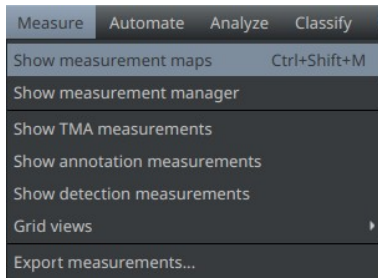 Measure Automate Analyze Classify
Show measurement maps Ctrl+Shift+M
Show measurement manager
Show TMA measurements
Show annotation measurements
Show detection measurements
Grid views
Export measurements...